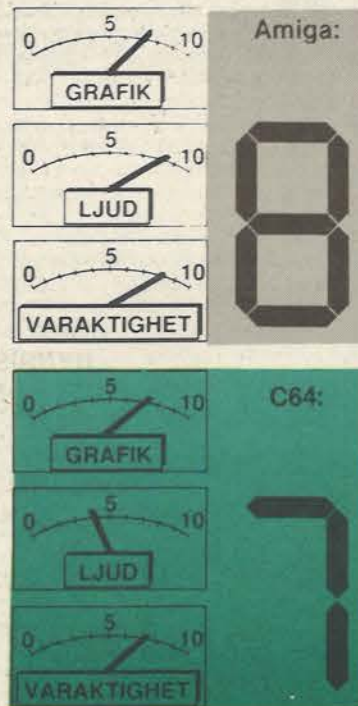 Amiga:
0 5 10
GRAFIK
0 5 10
LJUD
0 5 10
VARAKTIGHET
8
C64:
0 5 10
GRAFIK
0 5 10
LJUD
0 5 10
VARAKTIGHET
7